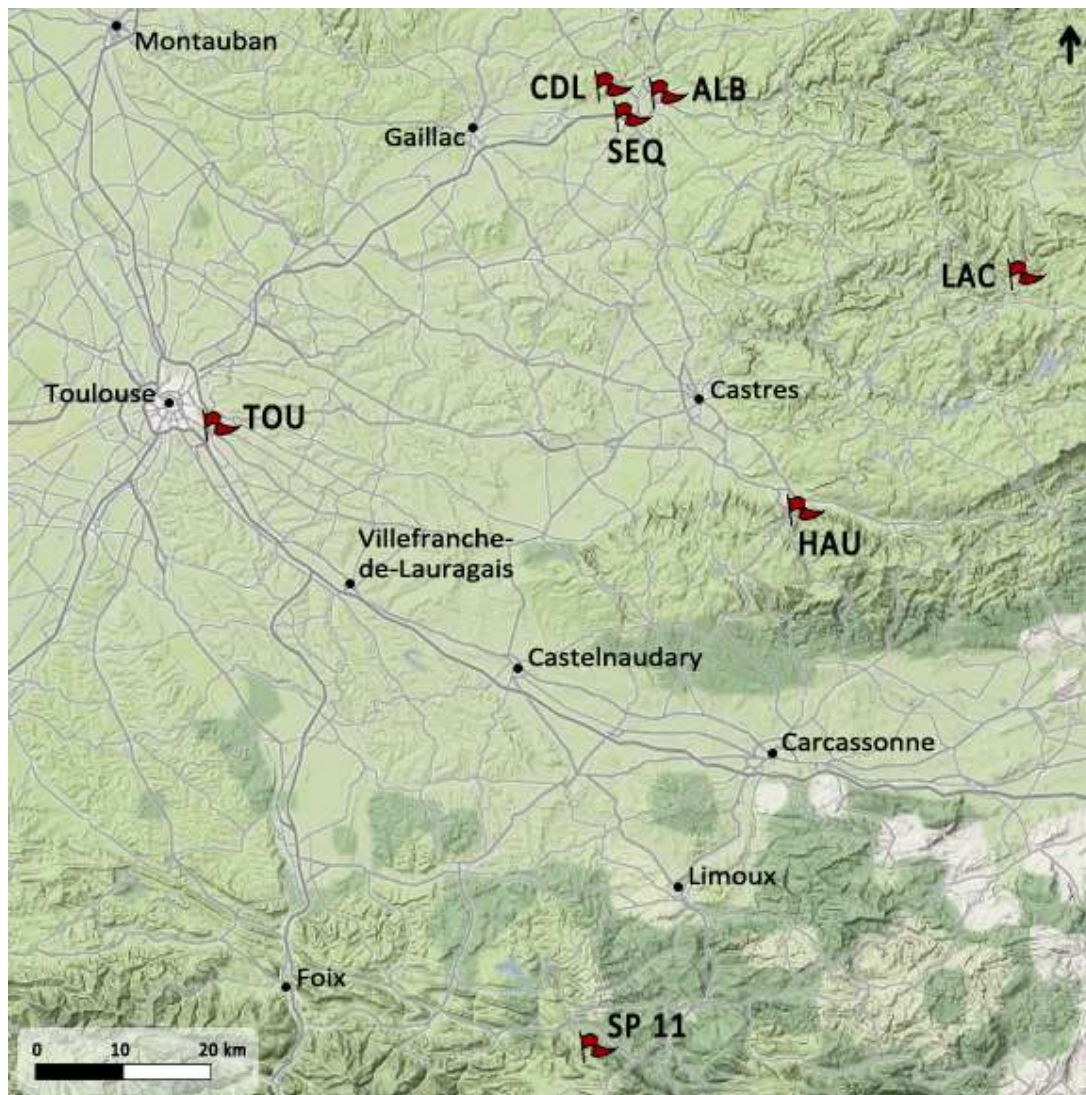 Montauban
CDL
ALB
Gaillac
SEQ
LAC
Toulouse
TOU
Castres
Villefranche-
de-Lauragais
HAU
Castelnaudary
Carcassonne
Limoux
Foix
SP 11
0 10 20 km